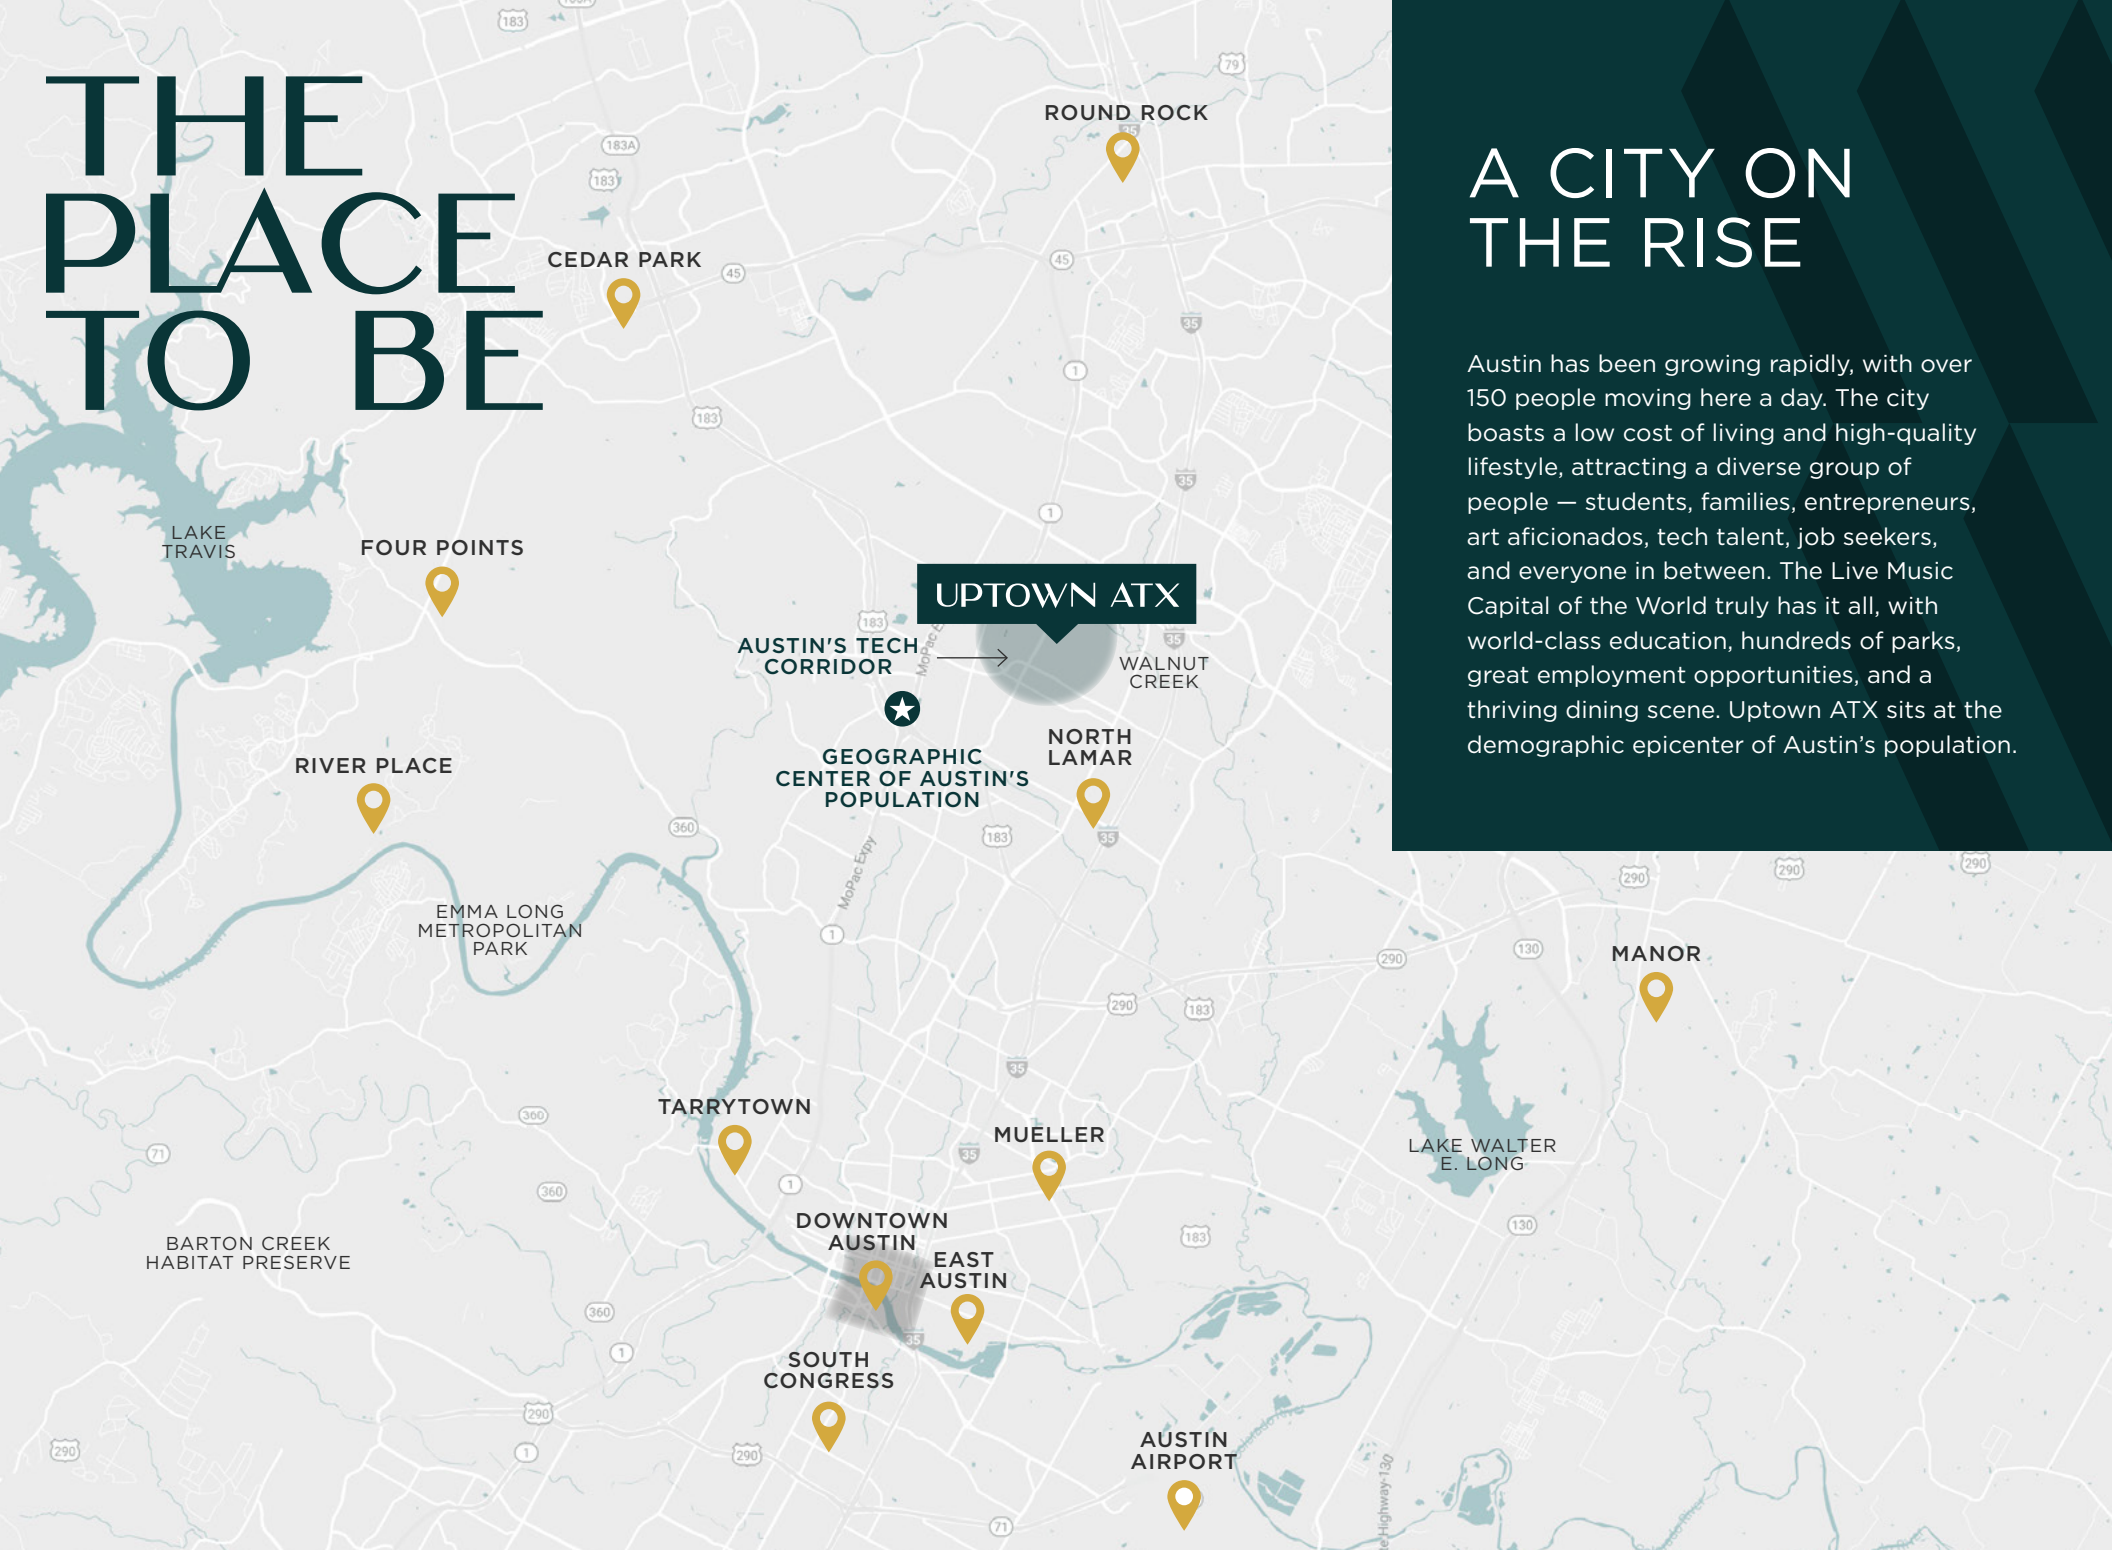 THE
PLACE
TO BE
A CITY ON
THE RISE
Austin has been growing rapidly, with over
150 people moving here a day. The city
boasts a low cost of living and high-quality
lifestyle, attracting a diverse group of
people — students, families, entrepreneurs,
art aficionados, tech talent, job seekers,
and everyone in between. The Live Music
Capital of the World truly has it all, with
world-class education, hundreds of parks,
great employment opportunities, and a
thriving dining scene. Uptown ATX sits at the
demographic epicenter of Austin's population.
183
79
ROUND ROCK
35
183A
183
CEDAR PARK
45
45
35
1
183
35
1
LAKE
TRAVIS
FOUR POINTS
UPTOWN ATX
183
35
AUSTIN'S TECH
CORRIDOR
MoPac E
WALNUT
CREEK
GEOGRAPHIC
CENTER OF AUSTIN'S
POPULATION
NORTH
LAMAR
RIVER PLACE
360
183
35
MoPac Expy
290
290
290
EMMA LONG
METROPOLITAN
PARK
1
290
130
MANOR
290
183
35
TARRYTOWN
360
MUELLER
35
71
LAKE WALTER
E. LONG
360
1
DOWNTOWN
AUSTIN
183
130
BARTON CREEK
HABITAT PRESERVE
EAST
AUSTIN
360
35
1
SOUTH
CONGRESS
290
290
1
290
AUSTIN
AIRPORT
Colorado River
Highway 130
71